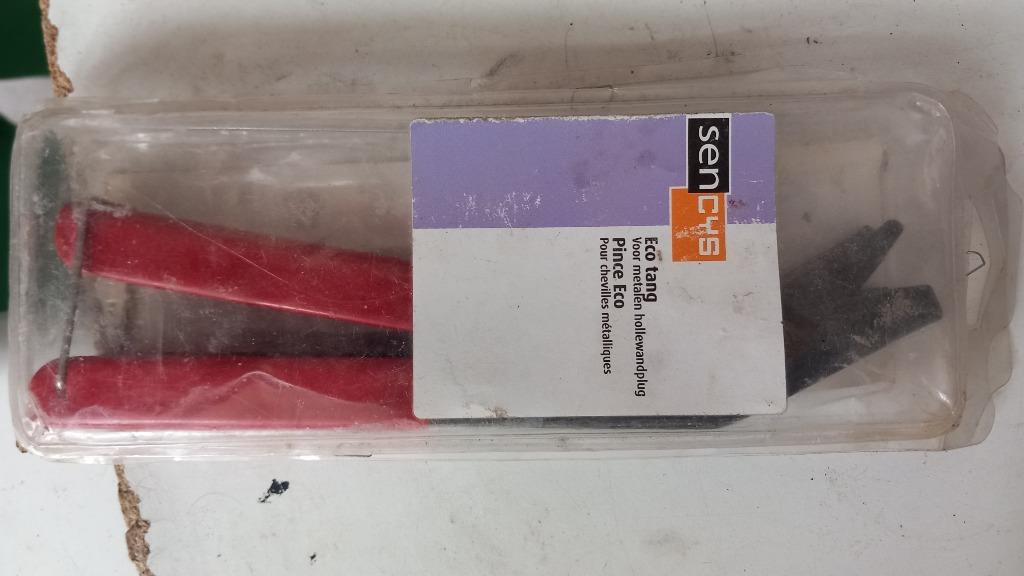 sencys
Eco tang
Voor metalen hollewandplug
Pince Eco
Pour chevilles métalliques